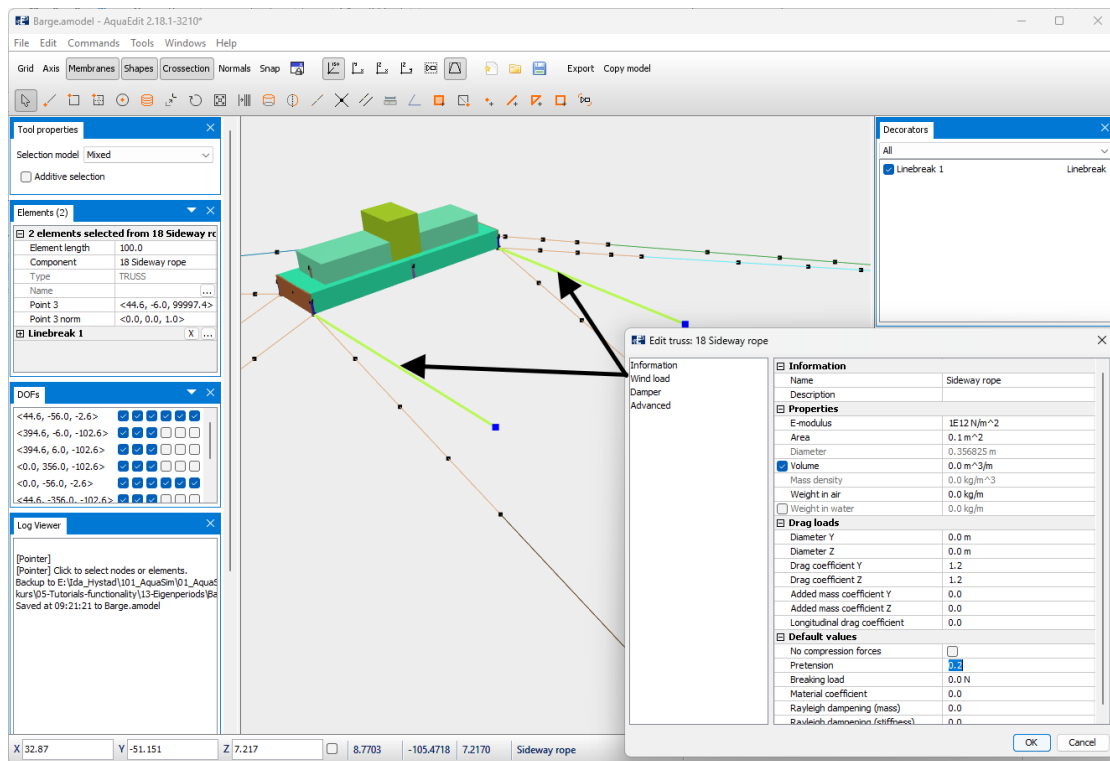 Barge.amodel - AquaEdit 2.18.1-3210*
File Edit Commands Tools Windows Help
Grid Axis Membranes Shapes Crossection Normals Snap Export Copy model
Tool properties
Selection model Mixed
Additive selection
Elements (2)
2 elements selected from 18 Sideway ro
Element length 100.0
Component 18 Sideway rope
Type TRUSS
Name ...
Point 3 <44.6, -6.0, 99997.4>
Point 3 norm <0.0, 0.0, 1.0>
Linebreak 1 X ...
DOFs
<44.6, -56.0, -2.6>
<394.6, -6.0, -102.6>
<394.6, 6.0, -102.6>
<0.0, 356.0, -102.6>
<0.0, -56.0, -2.6>
<44.6, -356.0, -102.6>
Log Viewer
[Pointer]
[Pointer] Click to select nodes or elements.
Backup to E:\Ida_Hystad\101_AquaSim\01_AquaS
kurs\05-Tutorials-functionality\13-Eigenperiods\Ba
Saved at 09:21:21 to Barge.amodel
Decorators
All
Linebreak 1 Linebreak
Edit truss: 18 Sideway rope
Information
Wind load
Damper
Advanced
Information
Name Sideway rope
Description
Properties
E-modulus 1E12 N/m^2
Area 0.1 m^2
Diameter 0.356825 m
Volume 0.0 m^3/m
Mass density 0.0 kg/m^3
Weight in air 0.0 kg/m
Weight in water 0.0 kg/m
Drag loads
Diameter Y 0.0 m
Diameter Z 0.0 m
Drag coefficient Y 1.2
Drag coefficient Z 1.2
Added mass coefficient Y 0.0
Added mass coefficient Z 0.0
Longitudinal drag coefficient 0.0
Default values
No compression forces
Pretension 0.2
Breaking load 0.0 N
Material coefficient 0.0
Rayleigh dampening (mass) 0.0
Rayleigh dampening (stiffness) 0.0
OK Cancel
X 32.87 Y -51.151 Z 7.217 8.7703 -105.4718 7.2170 Sideway rope